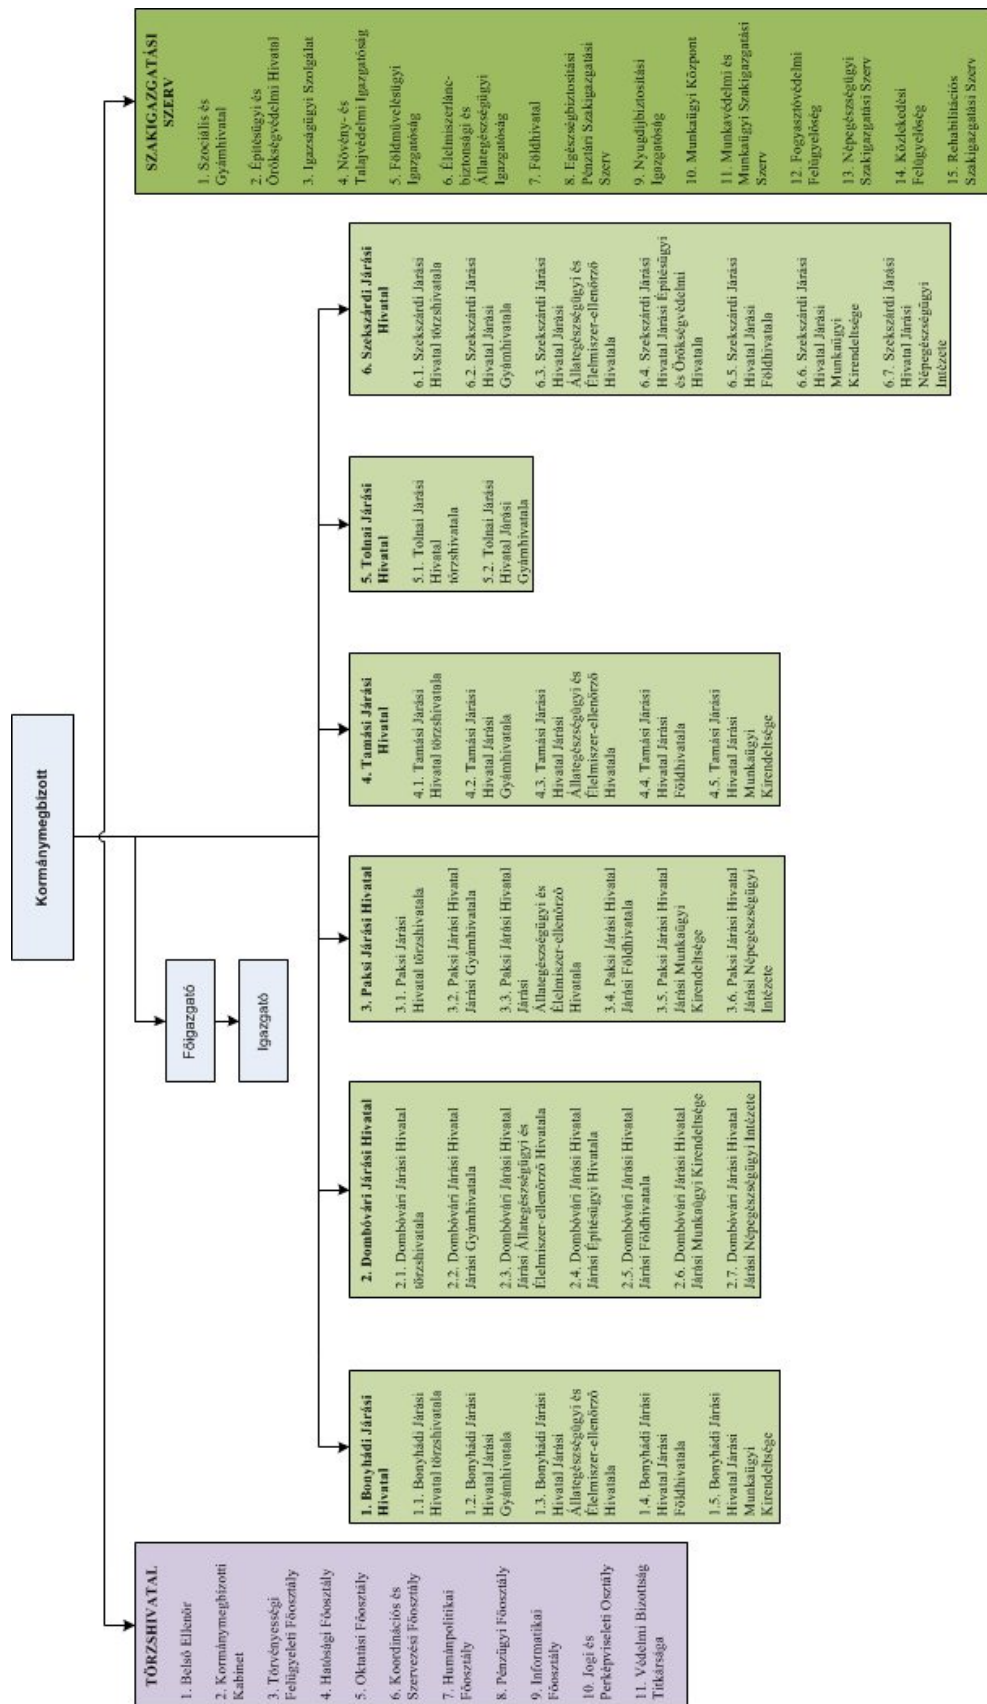 Kormánymegbízott
Főigazgató
Igazgató
TÖRZSHIVATAL
1. Belső Ellenőr
2. Kormánymegbízotti
Kabinet
3. Törvényességi
Felügyeleti Főosztály
4. Hatósági Főosztály
5. Oktatási Főosztály
6. Koordinációs és
Szervezési Főosztály
7. Humánpolitikai
Főosztály
8. Pénzügyi Főosztály
9. Informatikai
Főosztály
10. Jogi és
Perképviseleti Osztály
11. Védelmi Bizottság
Titkársága
1. Bonyhádi Járási
Hivatal
1.1. Bonyhádi Járási
Hivatal törzshivatala
1.2. Bonyhádi Járási
Hivatal Járási
Gyámhivatala
1.3. Bonyhádi Járási
Hivatal Járási
Állategészségügyi és
Élelmiszer-ellenőrző
Hivatala
1.4. Bonyhádi Járási
Hivatal Járási
Földhivatala
1.5. Bonyhádi Járási
Hivatal Járási
Munkaügyi
Kirendeltsége
2. Dombóvári Járási Hivatal
2.1. Dombóvári Járási Hivatal
törzshivatala
2.2. Dombóvári Járási Hivatal
Járási Gyámhivatala
2.3. Dombóvári Járási Hivatal
Járási Állategészségügyi és
Élelmiszer-ellenőrző Hivatala
2.4. Dombóvári Járási Hivatal
Járási Építésügyi Hivatala
2.5. Dombóvári Járási Hivatal
Járási Földhivatala
2.6. Dombóvári Járási Hivatal
Járási Munkaügyi Kirendeltsége
2.7. Dombóvári Járási Hivatal
Járási Népegészségügyi Intézete
3. Paksi Járási Hivatal
3.1. Paksi Járási
Hivatal törzshivatala
3.2. Paksi Járási Hivatal
Járási Gyámhivatala
3.3. Paksi Járási Hivatal
Járási
Állategészségügyi és
Élelmiszer-ellenőrző
Hivatala
3.4. Paksi Járási Hivatal
Járási Földhivatala
3.5. Paksi Járási Hivatal
Járási Munkaügyi
Kirendeltsége
3.6. Paksi Járási Hivatal
Járási Népegészségügyi
Intézete
4. Tamási Járási
Hivatal
4.1. Tamási Járási
Hivatal törzshivatala
4.2. Tamási Járási
Hivatal Járási
Gyámhivatala
4.3. Tamási Járási
Hivatal Járási
Állategészségügyi és
Élelmiszer-ellenőrző
Hivatala
4.4. Tamási Járási
Hivatal Járási
Földhivatala
4.5. Tamási Járási
Hivatal Járási
Munkaügyi
Kirendeltsége
5. Tolnai Járási
Hivatal
5.1. Tolnai Járási
Hivatal
törzshivatala
5.2. Tolnai Járási
Hivatal Járási
Gyámhivatala
6. Szekszárdi Járási
Hivatal
6.1. Szekszárdi Járási
Hivatal törzshivatala
6.2. Szekszárdi Járási
Hivatal Járási
Gyámhivatala
6.3. Szekszárdi Járási
Hivatal Járási
Állategészségügyi és
Élelmiszer-ellenőrző
Hivatala
6.4. Szekszárdi Járási
Hivatal Járási Építésügyi
és Örökségvédelmi
Hivatala
6.5. Szekszárdi Járási
Hivatal Járási
Földhivatala
6.6. Szekszárdi Járási
Hivatal Járási
Munkaügyi
Kirendeltsége
6.7. Szekszárdi Járási
Hivatal Járási
Népegészségügyi
Intézete
SZAKIGAZGATÁSI
SZERV
1. Szociális és
Gyámhivatal
2. Építésügyi és
Örökségvédelmi Hivatal
3. Igazságügyi Szolgálat
4. Növény- és
Talajvédelmi Igazgatóság
5. Földművelésügyi
Igazgatóság
6. Élelmiszerlánc-
biztonsági és
Állategészségügyi
Igazgatóság
7. Földhivatal
8. Egészségbiztosítási
Pénztári Szakigazgatási
Szerv
9. Nyugdíjbiztosítási
Igazgatóság
10. Munkaügyi Központ
11. Munkavédelmi és
Munkaügyi Szakigazgatási
Szerv
12. Fogyasztóvédelmi
Felügyelőség
13. Népegészségügyi
Szakigazgatási Szerv
14. Közlekedési
Felügyelőség
15. Rehabilitációs
Szakigazgatási Szerv